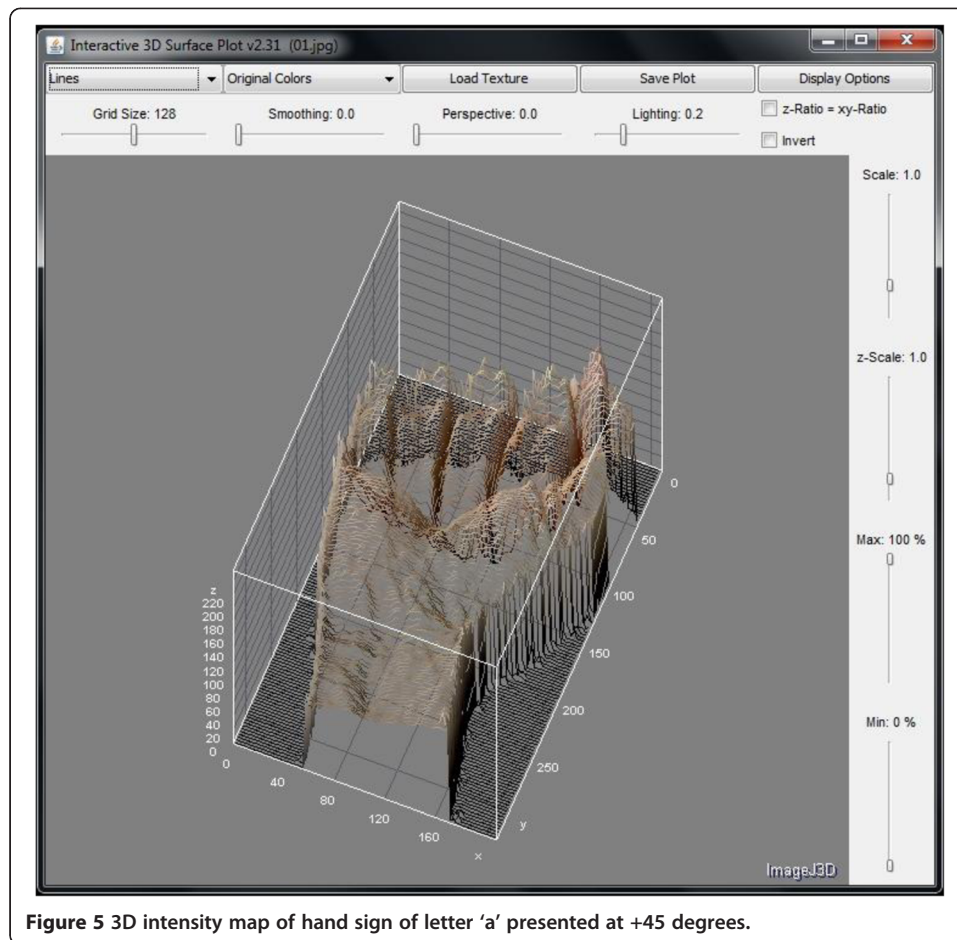 Interactive 3D Surface Plot v2.31 (01.jpg)
Lines Original Colors Load Texture Save Plot Display Options
Grid Size: 128 Smoothing: 0.0 Perspective: 0.0 Lighting: 0.2 z-Ratio = xy-Ratio
Invert
Scale: 1.0
z-Scale: 1.0
Max: 100 %
Min: 0 %
0
50
100
150
200
250
y
z
220
200
180
160
140
120
100
80
60
40
20
0
0
40
80
120
160
x
ImageJ3D
Figure 5 3D intensity map of hand sign of letter ‘a’ presented at +45 degrees.